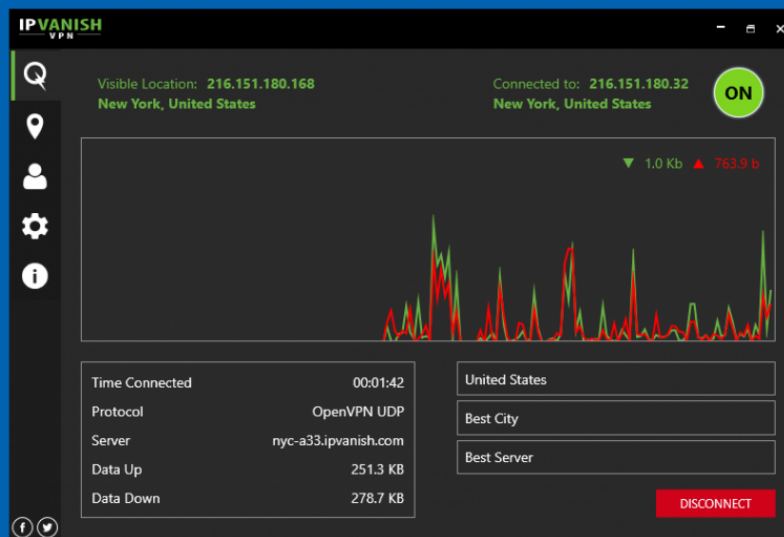 IPVANISH
VPN
Visible Location: 216.151.180.168
New York, United States
Connected to: 216.151.180.32
New York, United States
ON
▼ 1.0 Kb ▲ 763.9 b
Time Connected 00:01:42
Protocol OpenVPN UDP
Server nyc-a33.ipvanish.com
Data Up 251.3 KB
Data Down 278.7 KB
United States
Best City
Best Server
DISCONNECT